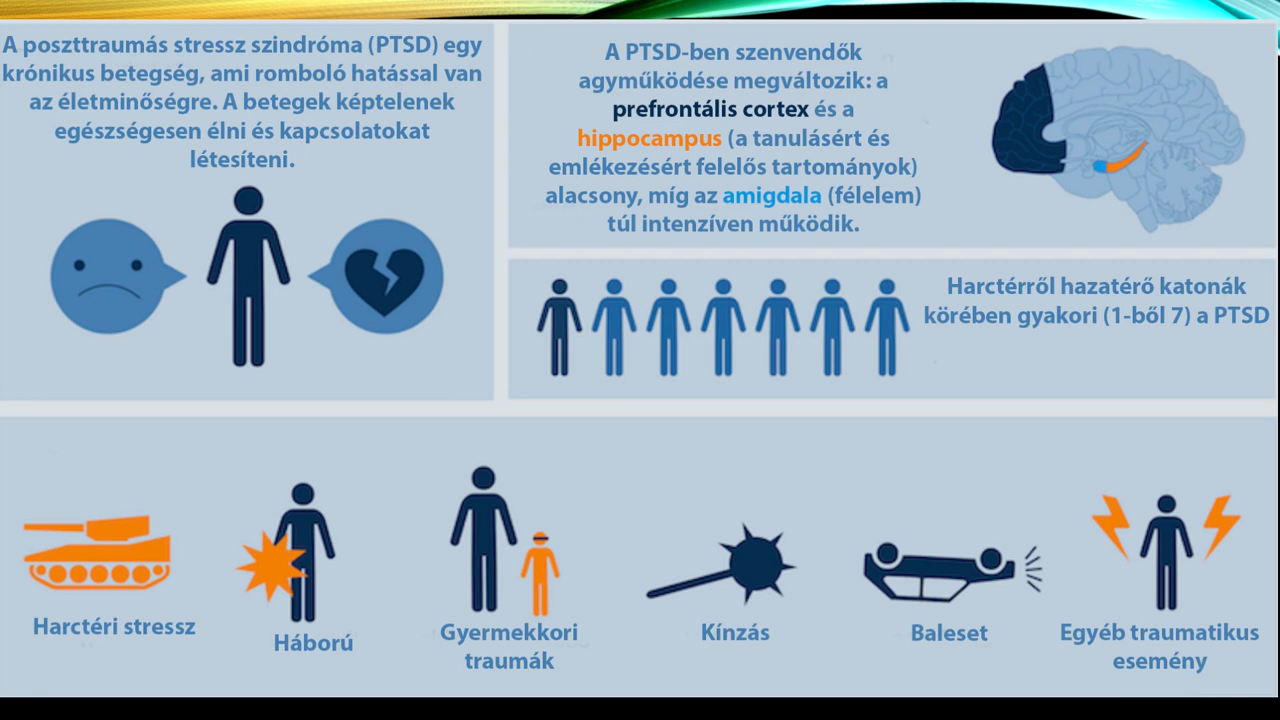 A poszttraumás stressz szindróma (PTSD) egy
krónikus betegség, ami romboló hatással van
az életminőségre. A betegek képtelenek
egészségesen élni és kapcsolatokat
létesíteni.
A PTSD-ben szenvendők
agyműködése megváltozik: a
prefrontális cortex és a
hippocampus (a tanulásért és
emlékezésért felelős tartományok)
alacsony, míg az amigdala (félelem)
túl intenzíven működik.
Harctérről hazatérő katonák
körében gyakori (1-ből 7) a PTSD
Harctéri stressz
Háború
Gyermekkori
traumák
Kínzás
Baleset
Egyéb traumatikus
esemény